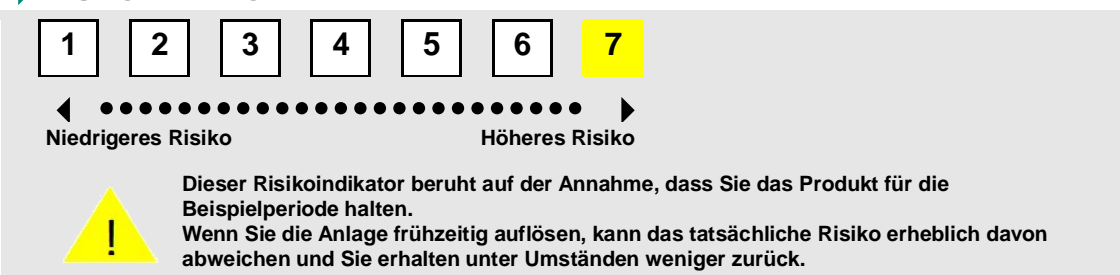 1 2 3 4 5 6 7
Niedrigeres Risiko Höheres Risiko
Dieser Risikoindikator beruht auf der Annahme, dass Sie das Produkt für die
Beispielperiode halten.
! Wenn Sie die Anlage frühzeitig auflösen, kann das tatsächliche Risiko erheblich davon
abweichen und Sie erhalten unter Umständen weniger zurück.